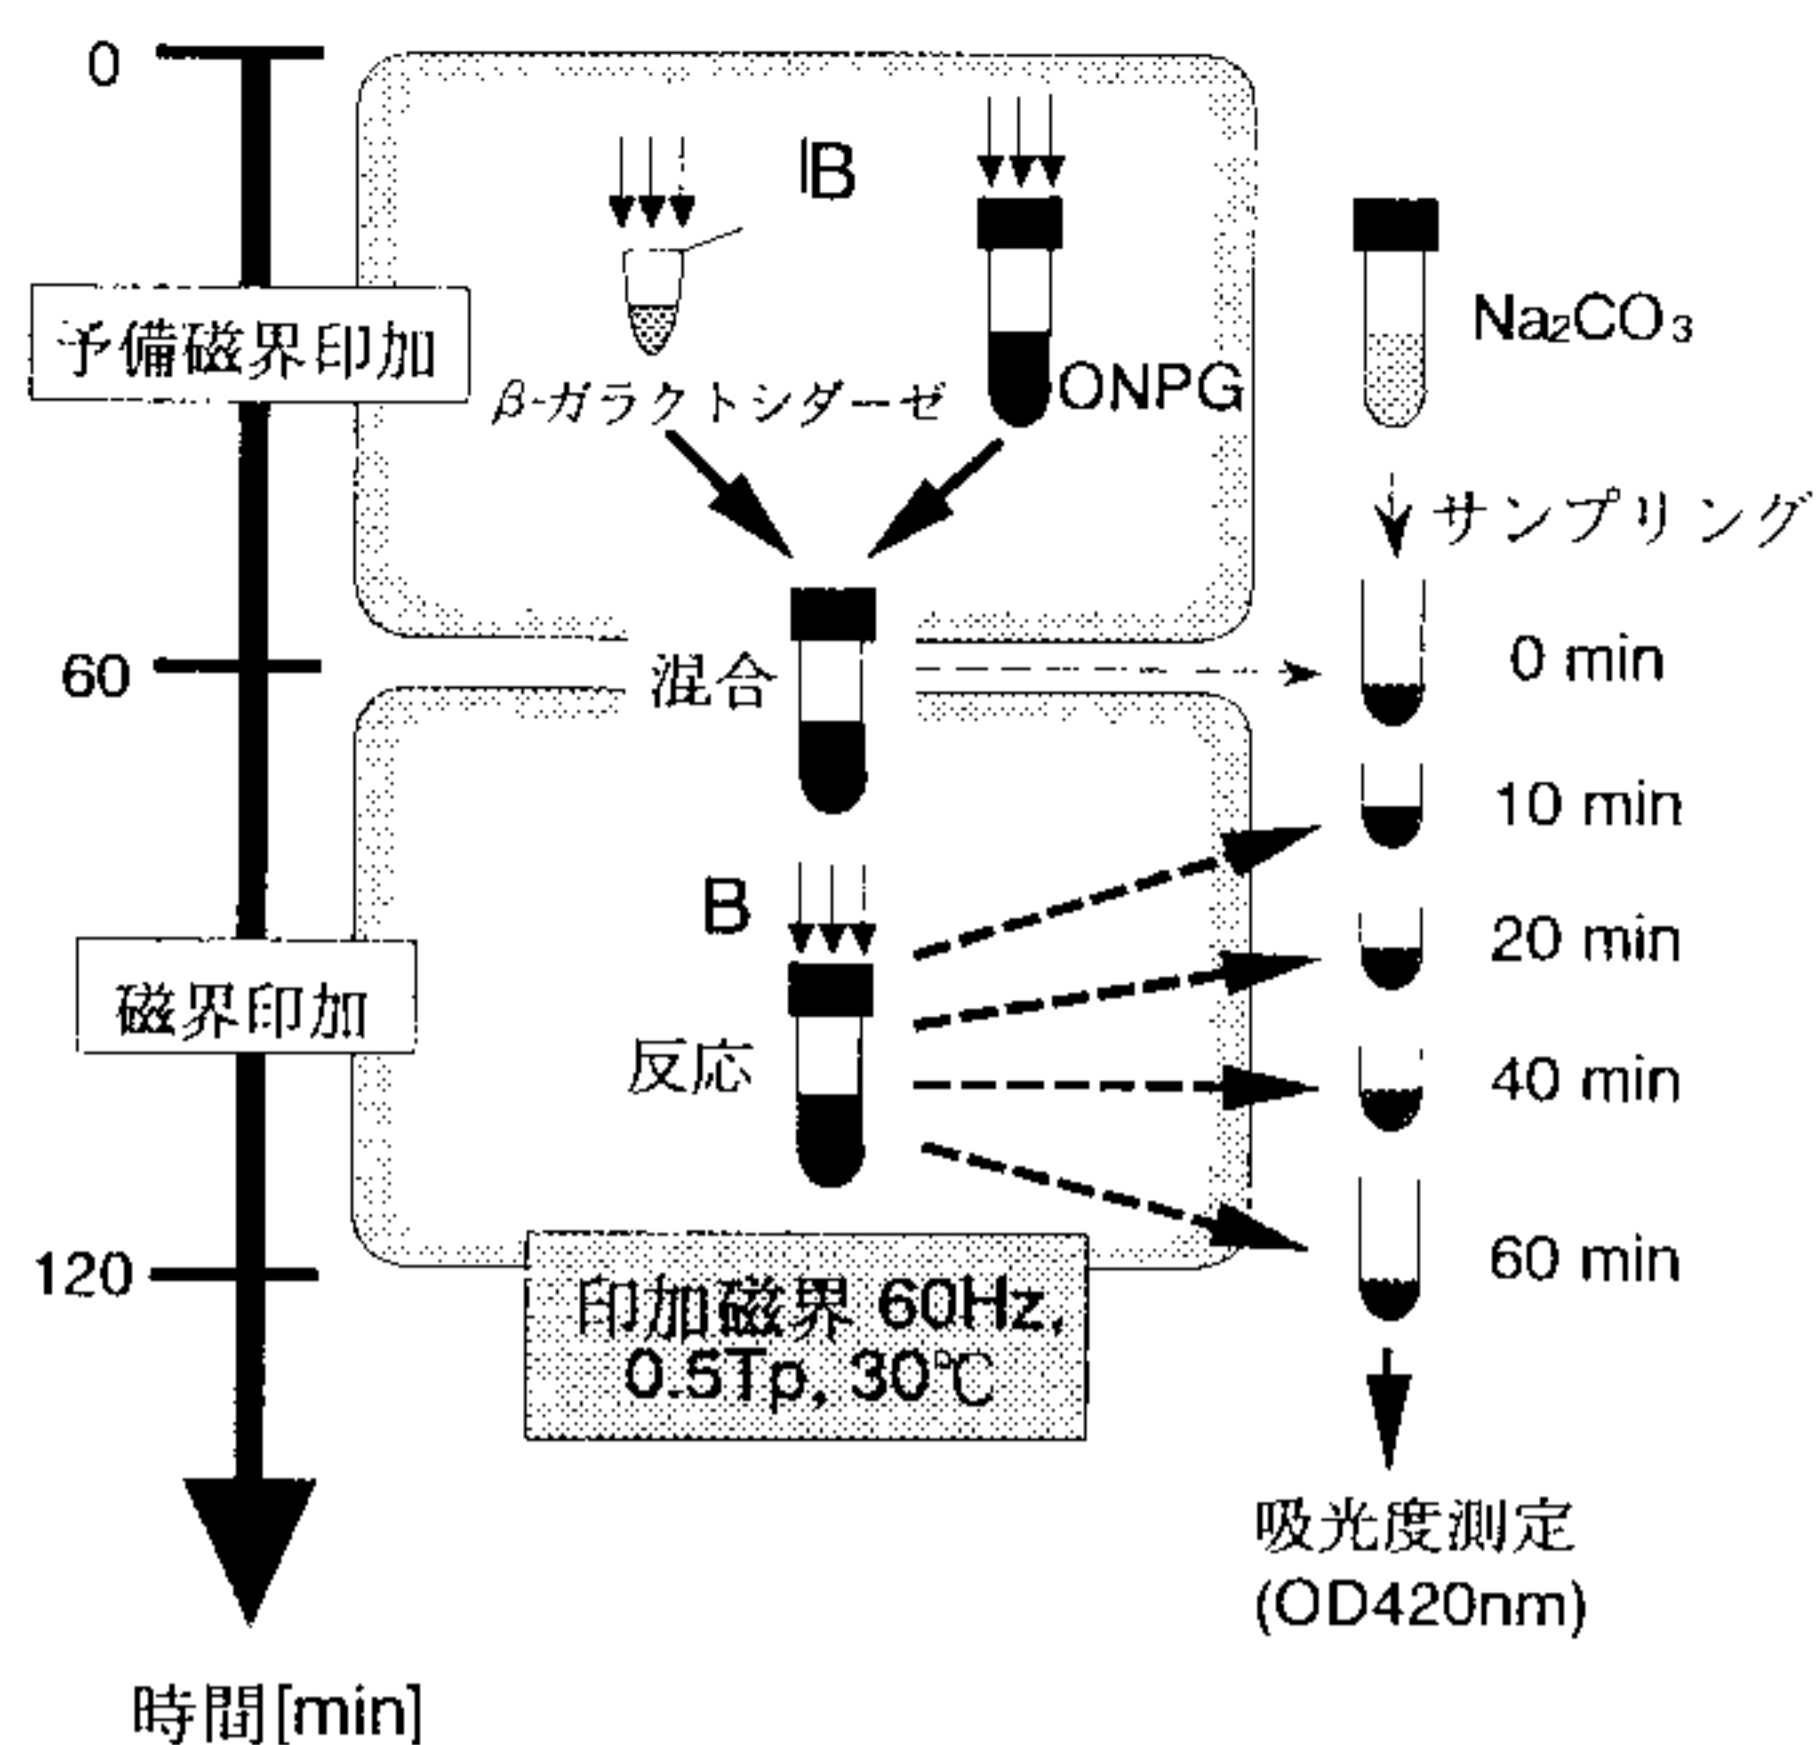 0
B
予備磁界印加
β-ガラクトシダーゼ
ONPG
Na₂CO₃
サンプリング
60
混合
0 min
10 min
B
20 min
磁界印加
反応
40 min
60 min
120
印加磁界 60Hz,
0.5Tp, 30℃
吸光度測定
(OD420nm)
時間[min]